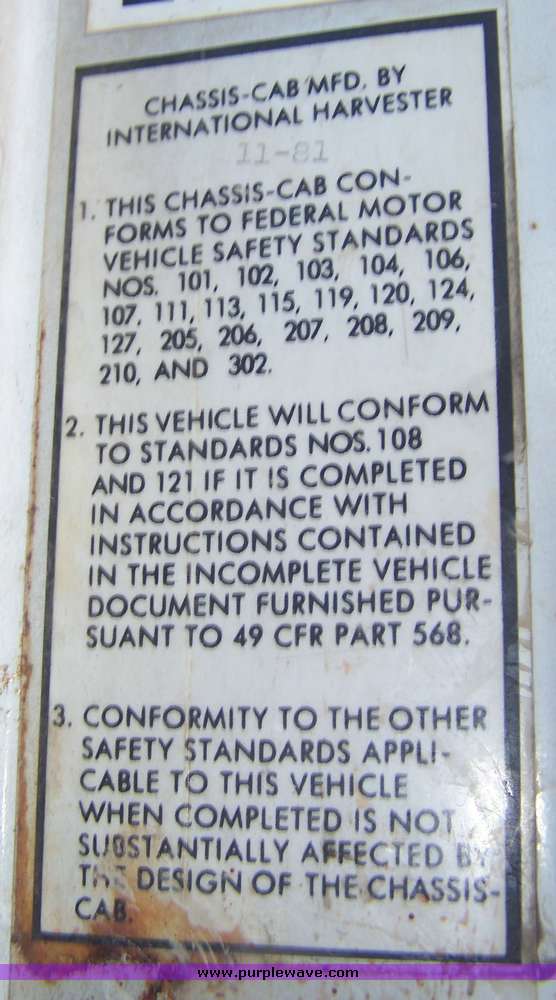 CHASSIS-CAB MFD. BY
INTERNATIONAL HARVESTER
11-81
1. THIS CHASSIS-CAB CON-
FORMS TO FEDERAL MOTOR
VEHICLE SAFETY STANDARDS
NOS. 101, 102, 103, 104, 106,
107, 111, 113, 115, 119, 120, 124,
127, 205, 206, 207, 208, 209,
210, AND 302.
2. THIS VEHICLE WILL CONFORM
TO STANDARDS NOS. 108
AND 121 IF IT IS COMPLETED
IN ACCORDANCE WITH
INSTRUCTIONS CONTAINED
IN THE INCOMPLETE VEHICLE
DOCUMENT FURNISHED PUR-
SUANT TO 49 CFR PART 568.
3. CONFORMITY TO THE OTHER
SAFETY STANDARDS APPLI-
CABLE TO THIS VEHICLE
WHEN COMPLETED IS NOT
SUBSTANTIALLY AFFECTED BY
THE DESIGN OF THE CHASSIS-
CAB.
www.purplewave.com